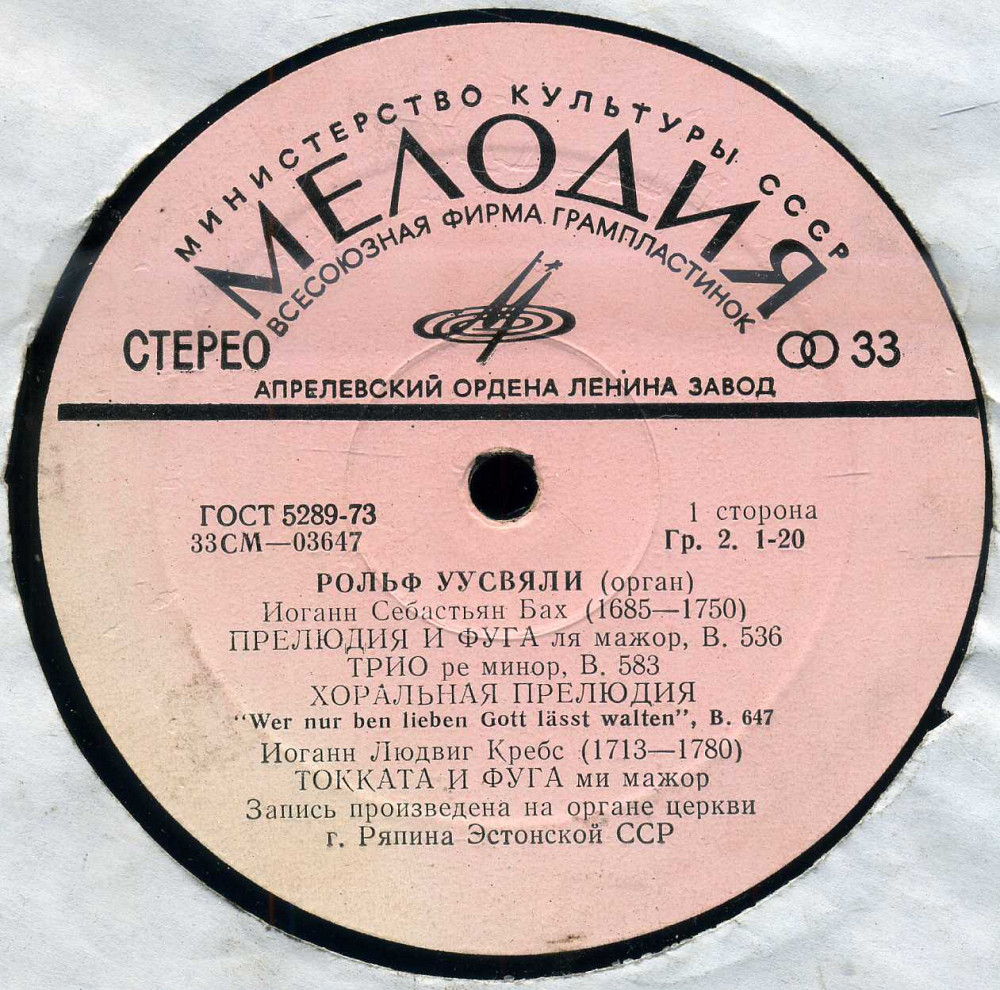 МИНИСТЕРСТВО КУЛЬТУРЫ СССР
МЕЛОДИЯ
ВСЕСОЮЗНАЯ ФИРМА ГРАМПЛАСТИНОК
СТЕРЕО
33
АПРЕЛЕВСКИЙ ОРДЕНА ЛЕНИНА ЗАВОД
ГОСТ 5289-73
1 сторона
33СМ—03647
Гр. 2. 1-20
РОЛЬФ УУСВЯЛИ (орган)
Иоганн Себастьян Бах (1685—1750)
ПРЕЛЮДИЯ И ФУГА ля мажор, В. 536
ТРИО ре минор, В. 583
ХОРАЛЬНАЯ ПРЕЛЮДИЯ
“Wer nur ben lieben Gott lässt walten”, В. 647
Иоганн Людвиг Кребс (1713—1780)
ТОККАТА И ФУГА ми мажор
Запись произведена на органе церкви
г. Ряпина Эстонской ССР